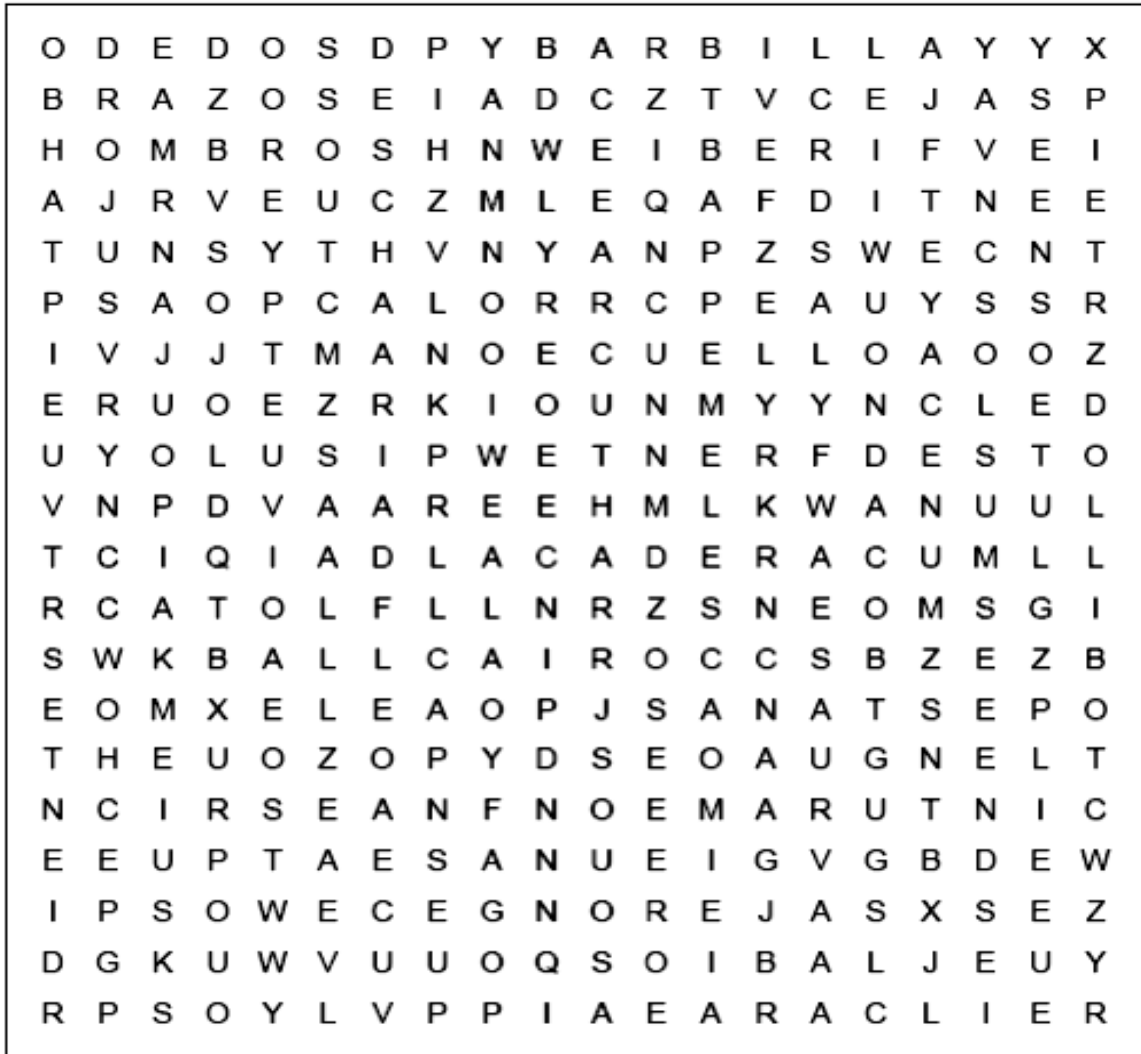 O D E D O S D P Y B A R B I L L A Y Y X
B R A Z O S E I A D C Z T V C E J A S P
H O M B R O S H N W E I B E R I F V E I
A J R V E U C Z M L E Q A F D I T N E E
T U N S Y T H V N Y A N P Z S W E C N T
P S A O P C A L O R R C P E A U Y S S R
I V J J T M A N O E C U E L L O A O O Z
E R U O E Z R K I O U N M Y Y N C L E D
U Y O L U S I P W E T N E R F D E S T O
V N P D V A A R E E H M L K W A N U U L
T C I Q I A D L A C A D E R A C U M L L
R C A T O L F L L N R Z S N E O M S G I
S W K B A L L C A I R O C C S B Z E Z B
E O M X E L E A O P J S A N A T S E P O
T H E U O Z O P Y D S E O A U G N E L T
N C I R S E A N F N O E M A R U T N I C
E E U P T A E S A N U E I G V G B D E W
I P S O W E C E G N O R E J A S X S E Z
D G K U W V U U O Q S O I B A L J E U Y
R P S O Y L V P P I A E A R A C L I E R